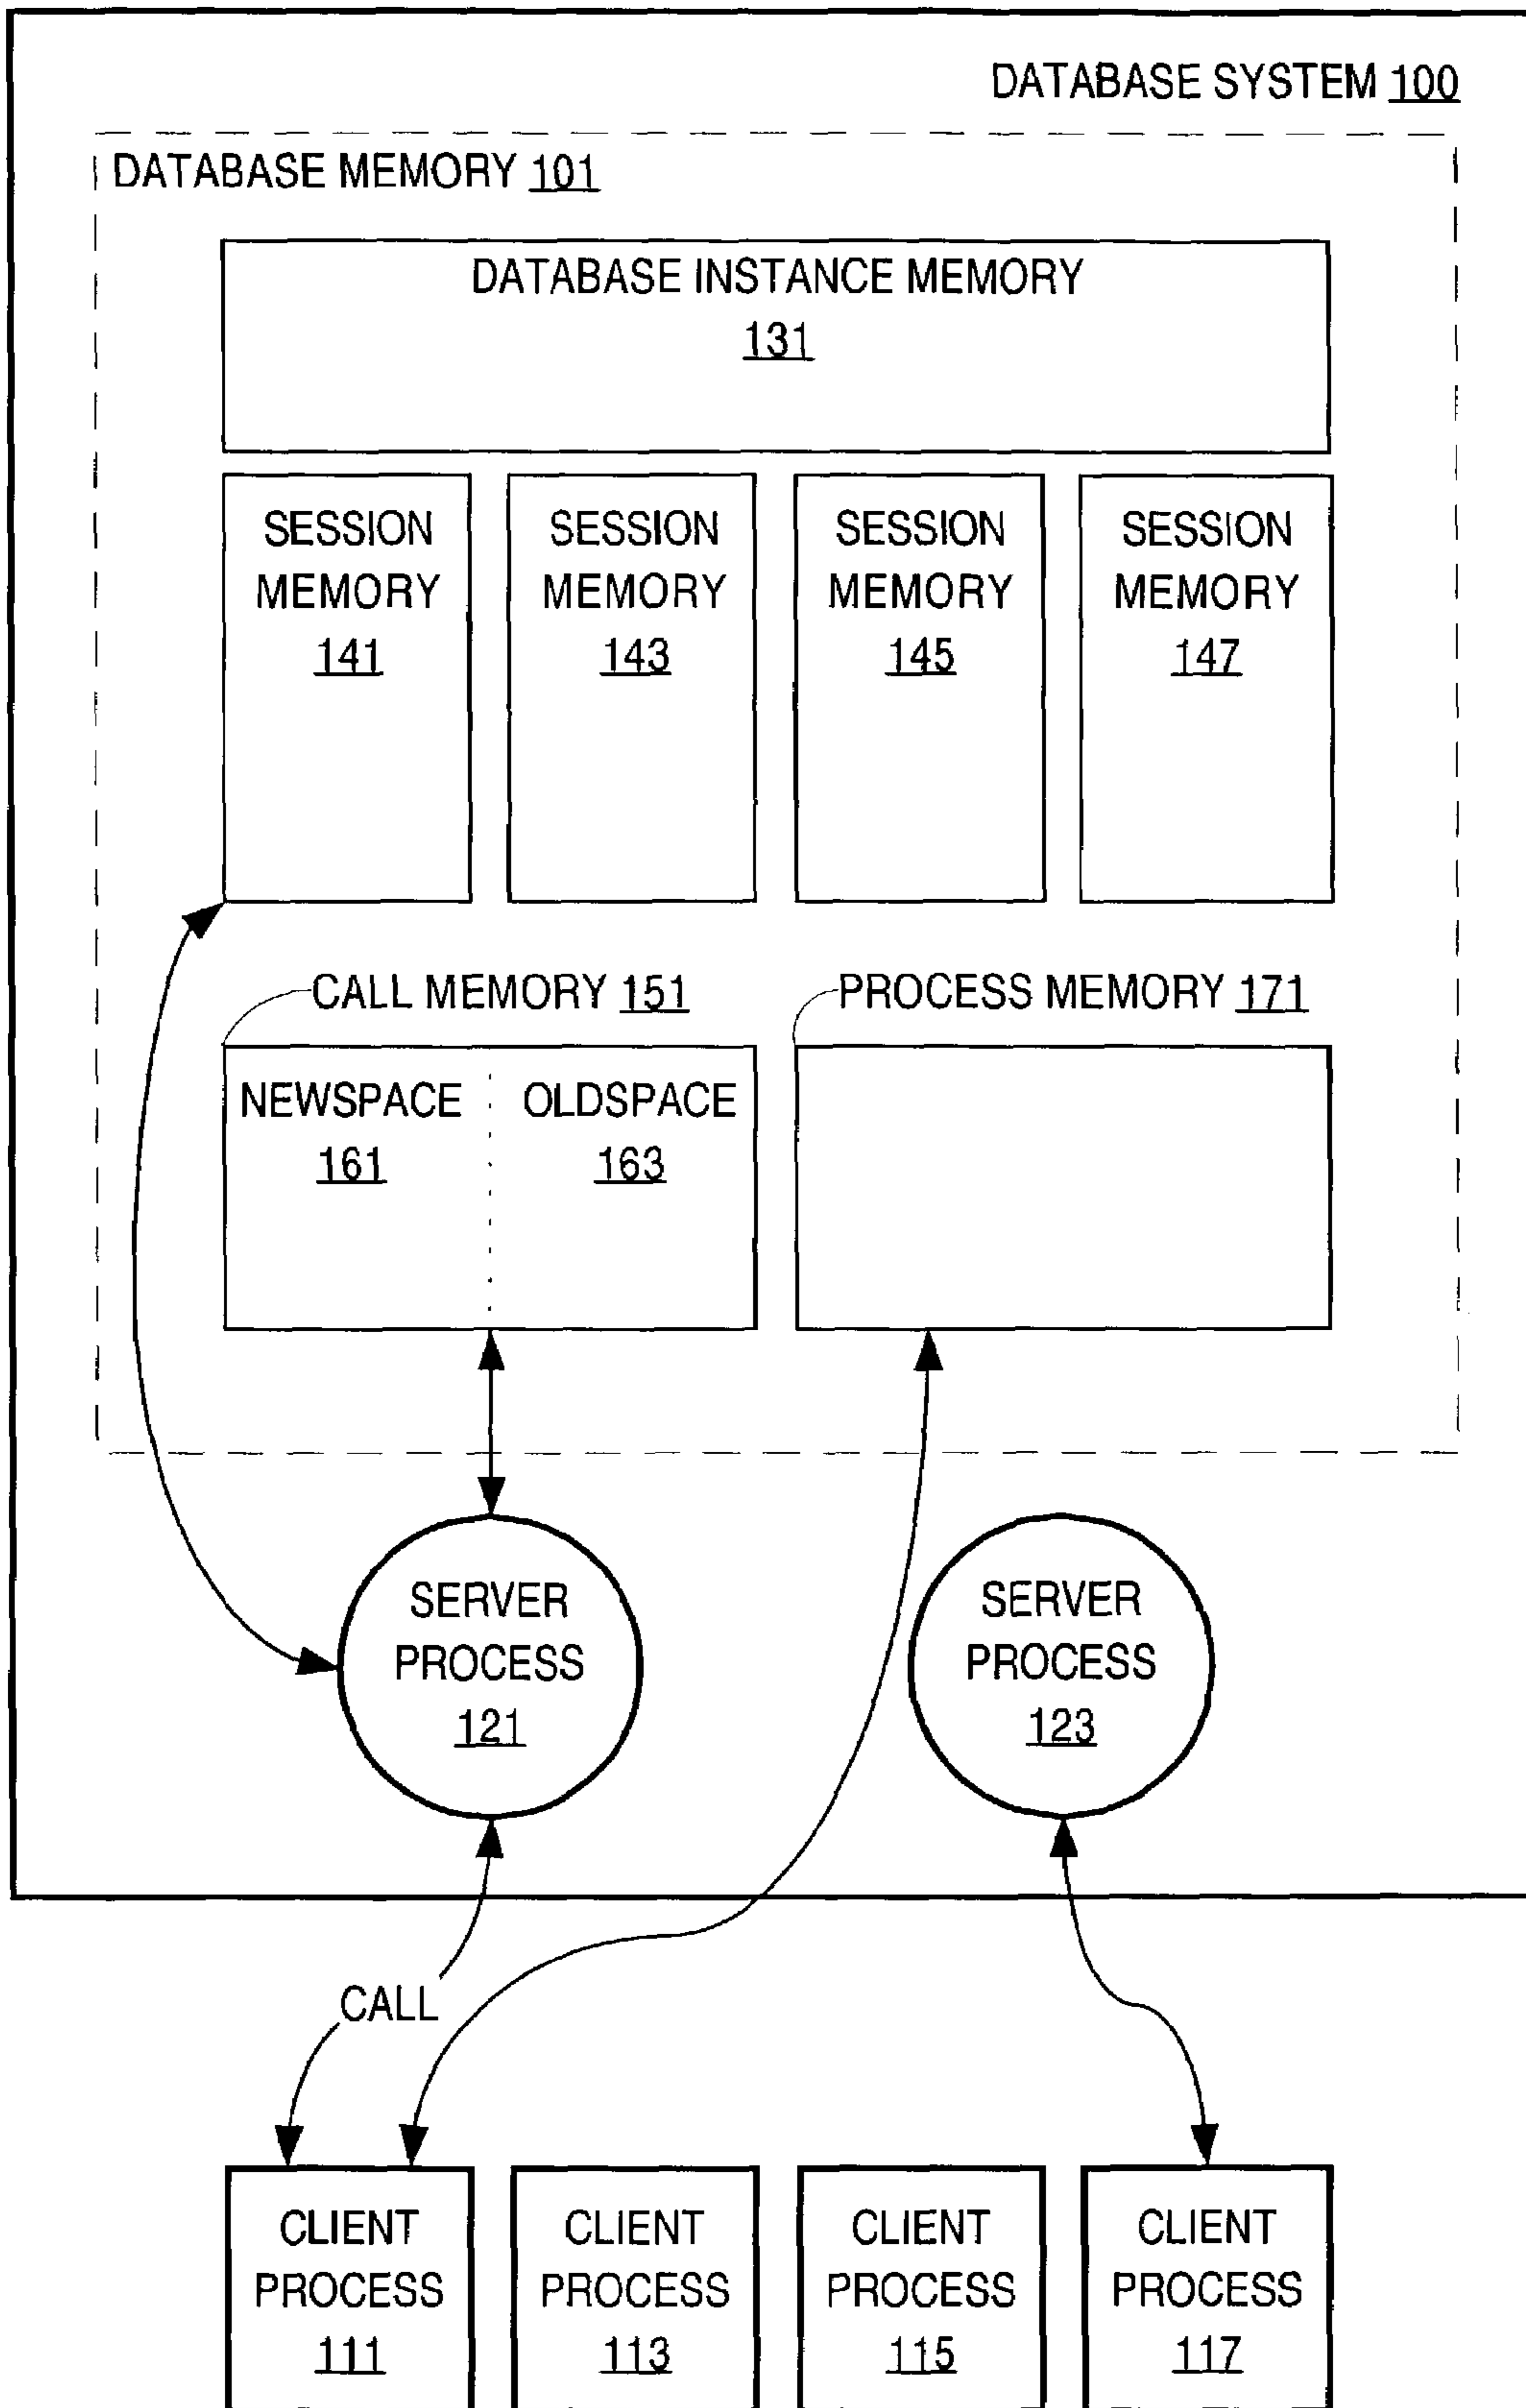 DATABASE SYSTEM 100
DATABASE MEMORY 101
DATABASE INSTANCE MEMORY
131
SESSION
MEMORY
141
SESSION
MEMORY
143
SESSION
MEMORY
145
SESSION
MEMORY
147
CALL MEMORY 151
PROCESS MEMORY 171
NEWSPACE
161
OLDSPACE
163
SERVER
PROCESS
121
SERVER
PROCESS
123
CALL
CLIENT
PROCESS
111
CLIENT
PROCESS
113
CLIENT
PROCESS
115
CLIENT
PROCESS
117